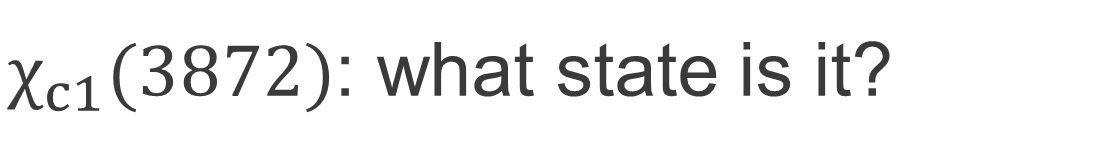 χc1(3872): what state is it?